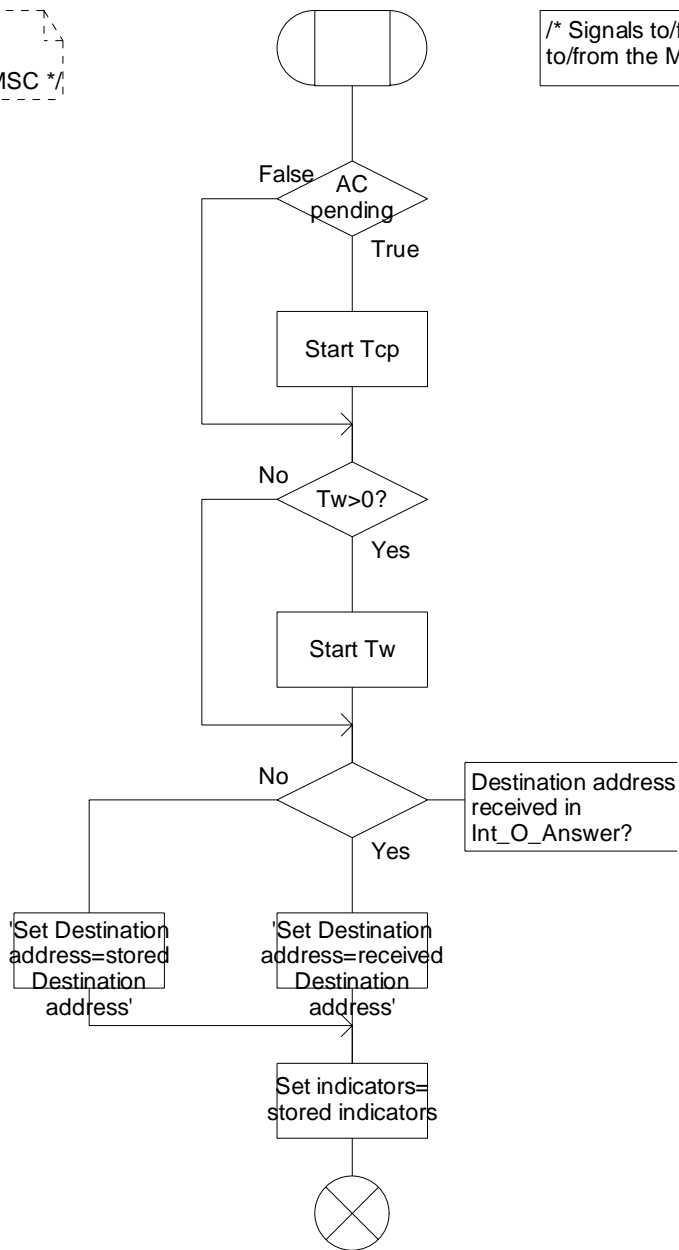 MSC */
/* Signals to/
to/from the M
False
AC
pending
True
Start Tcp
No
Tw>0?
Yes
Start Tw
No
Destination address
received in
Int_O_Answer?
Yes
'Set Destination
address=stored
Destination
address'
'Set Destination
address=received
Destination
address'
Set indicators=
stored indicators